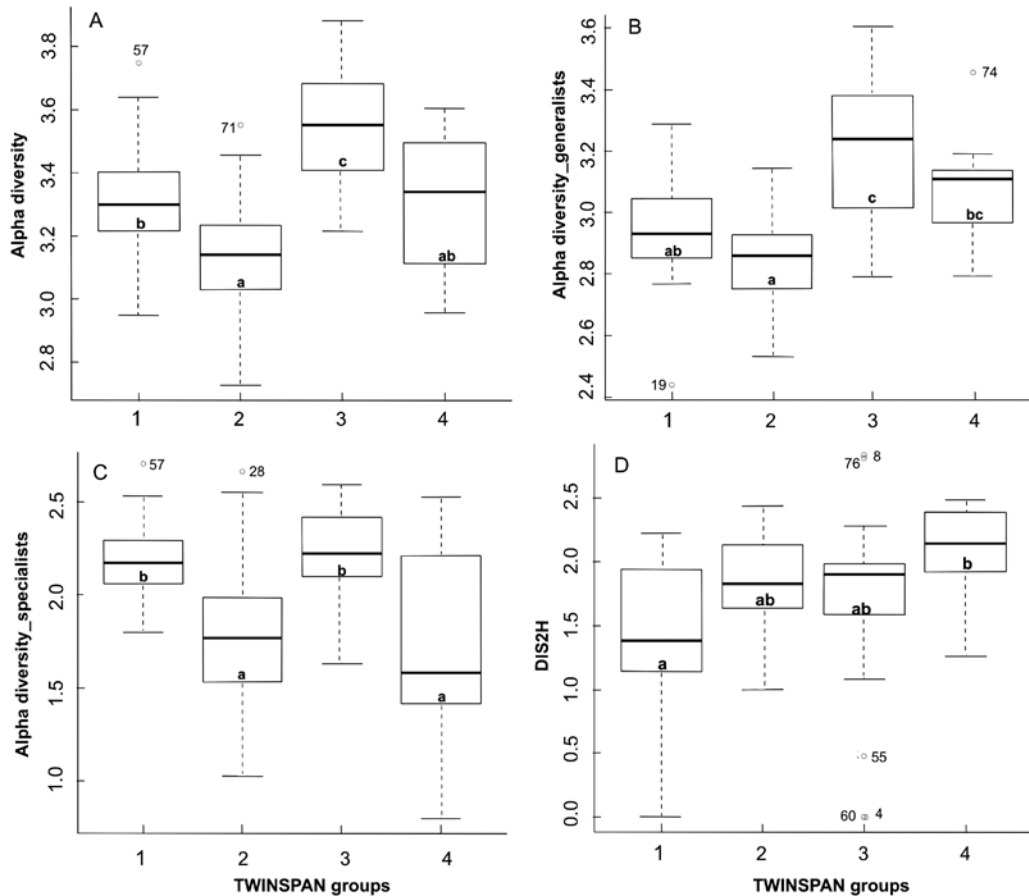 A
Alpha diversity
3.8
3.6
3.4
3.2
3.0
2.8
57
71
b
a
c
ab
1 2 3 4
B
Alpha diversity_generalists
3.6
3.4
3.2
3.0
2.8
2.6
2.4
74
19
ab
a
c
bc
1 2 3 4
C
Alpha diversity_specialists
2.5
2.0
1.5
1.0
57
28
b
a
b
a
1 2 3 4
TWINSPAN groups
D
DIS2H
2.5
2.0
1.5
1.0
0.5
0.0
76 8
55
60 4
a
ab
ab
b
1 2 3 4
TWINSPAN groups